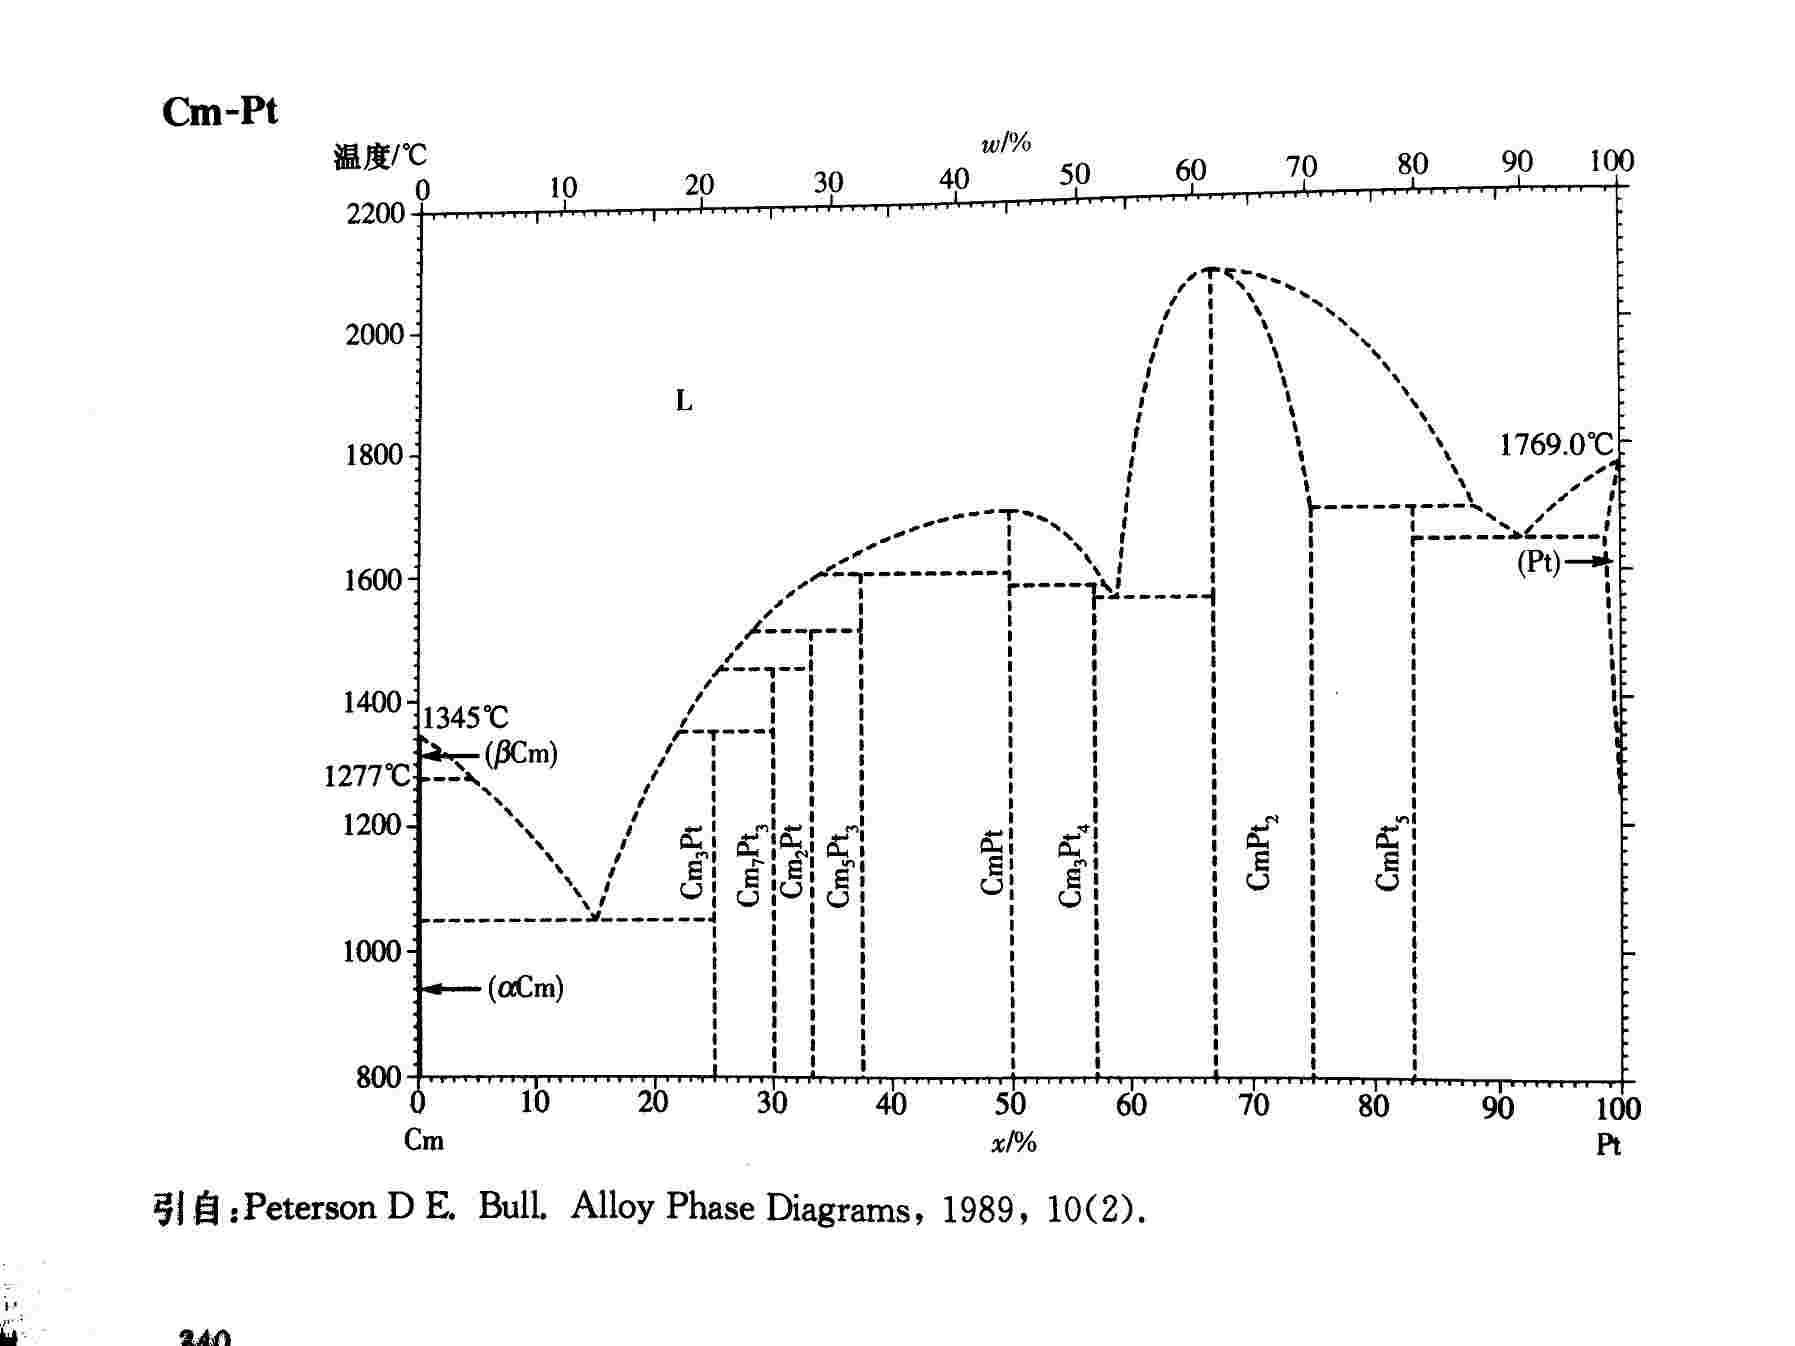 Cm-Pt
w/%
温度/℃
0 10 20 30 40 50 60 70 80 90 100
2200
2000
L
1800
1769.0℃
1600
(Pt)
1400
1345℃
(βCm)
1277℃
1200
Cm₃Pt
Cm₇Pt₃
Cm₂Pt
Cm₅Pt₃
CmPt
Cm₃Pt₄
CmPt₂
CmPt₅
1000
(αCm)
800
0 10 20 30 40 50 60 70 80 90 100
Cm x/% Pt
引自:Peterson D E. Bull. Alloy Phase Diagrams, 1989, 10(2).
340